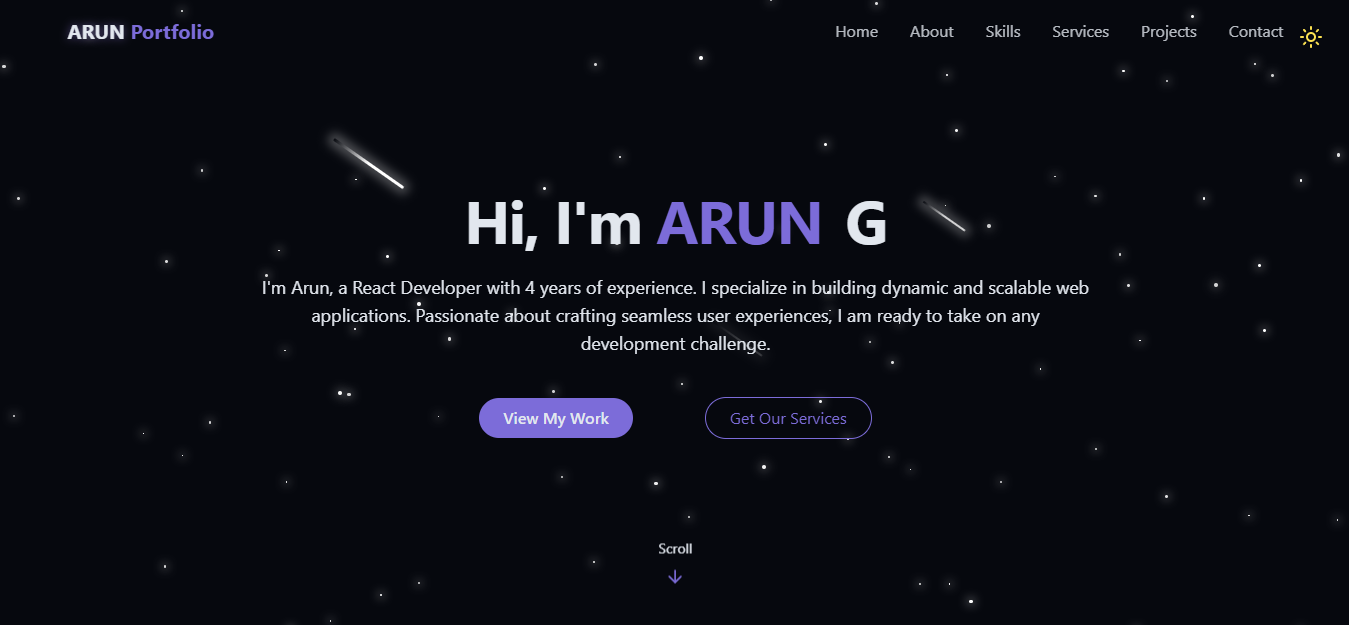 ARUN Portfolio
Home About Skills Services Projects Contact
Hi, I'm ARUN G
I'm Arun, a React Developer with 4 years of experience. I specialize in building dynamic and scalable web
applications. Passionate about crafting seamless user experiences, I am ready to take on any
development challenge.
View My Work
Get Our Services
Scroll